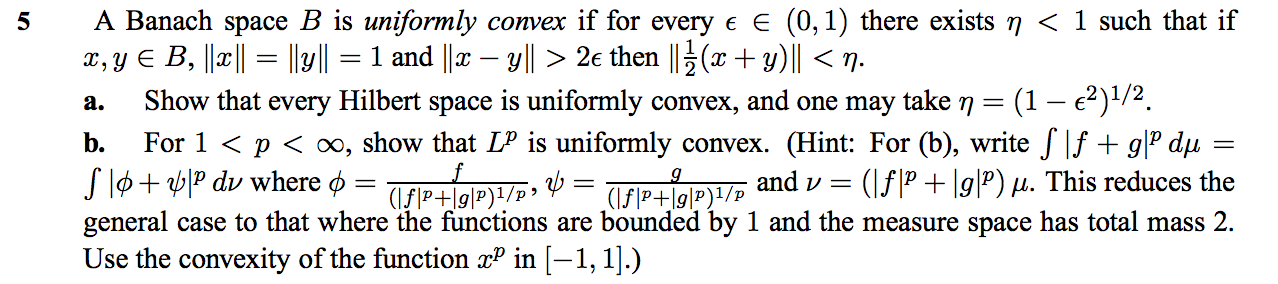 5 A Banach space B is uniformly convex if for every ϵ ∈ (0, 1) there exists η < 1 such that if
x, y ∈ B, ||x|| = ||y|| = 1 and ||x − y|| > 2ϵ then ||½(x + y)|| < η.
a. Show that every Hilbert space is uniformly convex, and one may take η = (1 − ϵ²)^{1/2}.
b. For 1 < p < ∞, show that L^p is uniformly convex. (Hint: For (b), write ∫ |f + g|^p dμ =
∫ |ϕ + ψ|^p dν where ϕ = f/(|f|^p+|g|^p)^{1/p}, ψ = g/(|f|^p+|g|^p)^{1/p} and ν = (|f|^p + |g|^p) μ. This reduces the
general case to that where the functions are bounded by 1 and the measure space has total mass 2.
Use the convexity of the function x^p in [−1, 1].)